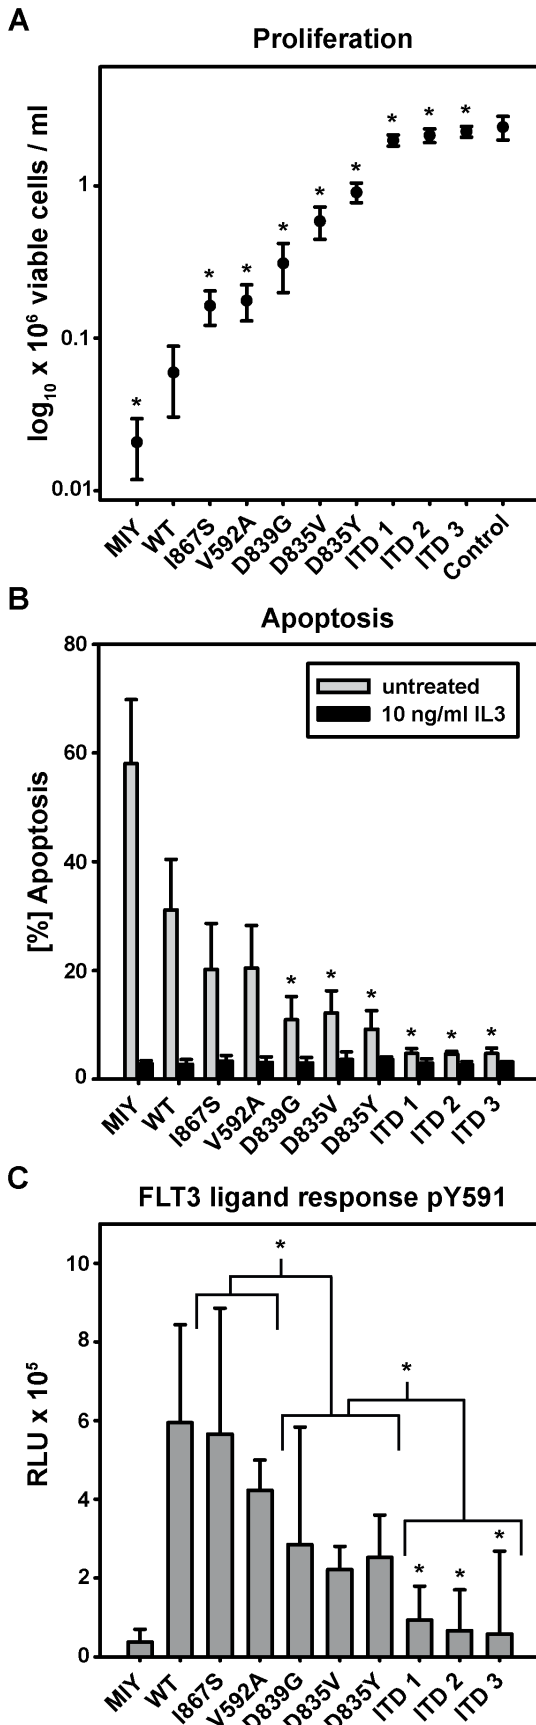 A
Proliferation
log10 x 10⁶ viable cells / ml
1
0.1
0.01
*
*
*
*
*
*
*
*
*
MIY
WT
I867S
V592A
D839G
D835V
D835Y
ITD 1
ITD 2
ITD 3
Control
B
Apoptosis
[%] Apoptosis
80
60
40
20
0
untreated
10 ng/ml IL3
*
*
*
*
*
*
MIY
WT
I867S
V592A
D839G
D835V
D835Y
ITD 1
ITD 2
ITD 3
C
FLT3 ligand response pY591
RLU x 10⁵
10
8
6
4
2
0
*
*
*
*
*
MIY
WT
I867S
V592A
D839G
D835V
D835Y
ITD 1
ITD 2
ITD 3